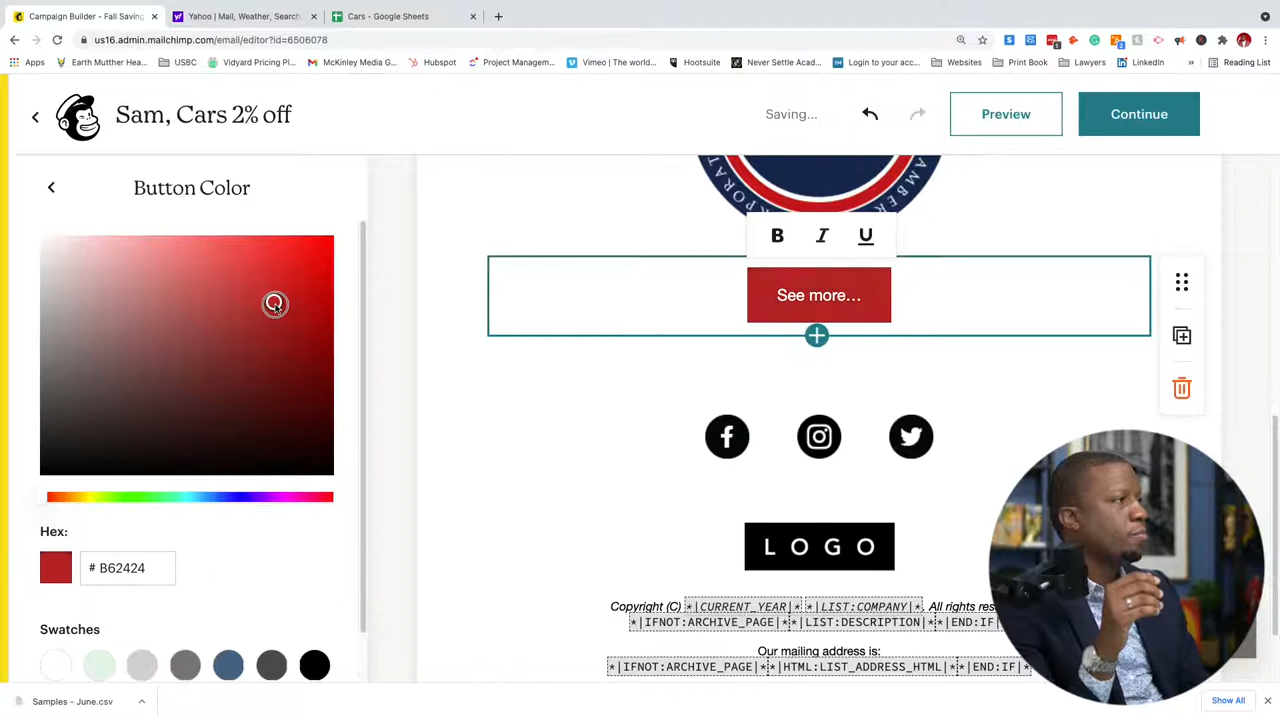 Campaign Builder - Fall Saving
Yahoo | Mail, Weather, Search,
Cars - Google Sheets
us16.admin.mailchimp.com/email/editor?id=6506078
Apps
Earth Mutther Hea...
USBC
Vidyard Pricing Pl...
McKinley Media G...
Hubspot
Project Managem...
Vimeo | The world...
Hootsuite
Never Settle Acad...
Login to your acc...
Websites
Print Book
Lawyers
LinkedIn
»
Reading List
Sam, Cars 2% off
Saving...
Preview
Continue
Button Color
B I U
See more...
Hex:
# B62424
Swatches
LOGO
Copyright (C) *|CURRENT_YEAR|* *|LIST:COMPANY|*. All rights res
*|IFNOT:ARCHIVE_PAGE|* *|LIST:DESCRIPTION|* *|END:IF|
Our mailing address is:
*|IFNOT:ARCHIVE_PAGE|* *|HTML:LIST_ADDRESS_HTML|* *|END:IF|*
Samples - June.csv
Show All